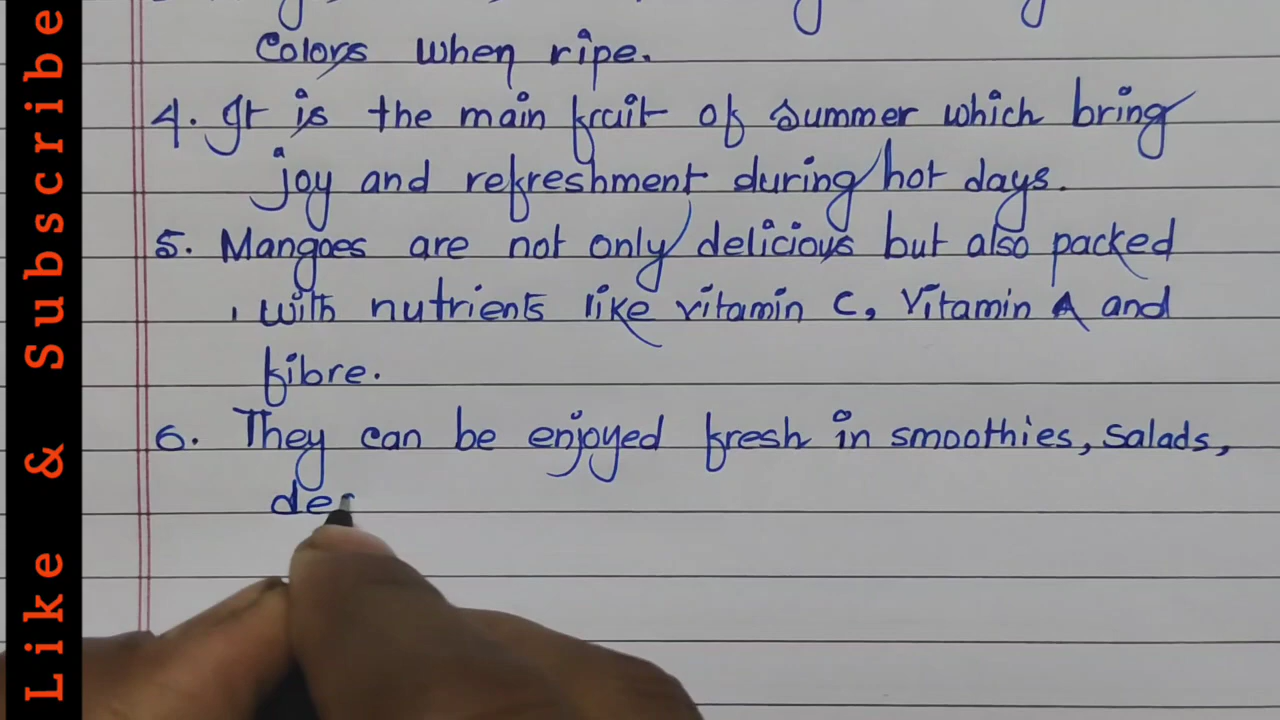 Colors when ripe.
4. It is the main fruit of Summer which bring
joy and refreshment during hot days.
5. Mangoes are not only delicious but also packed
with nutrients like vitamin C, Vitamin A and
fibre.
6. They can be enjoyed fresh in smoothies, Salads,
des
Like & Subscribe